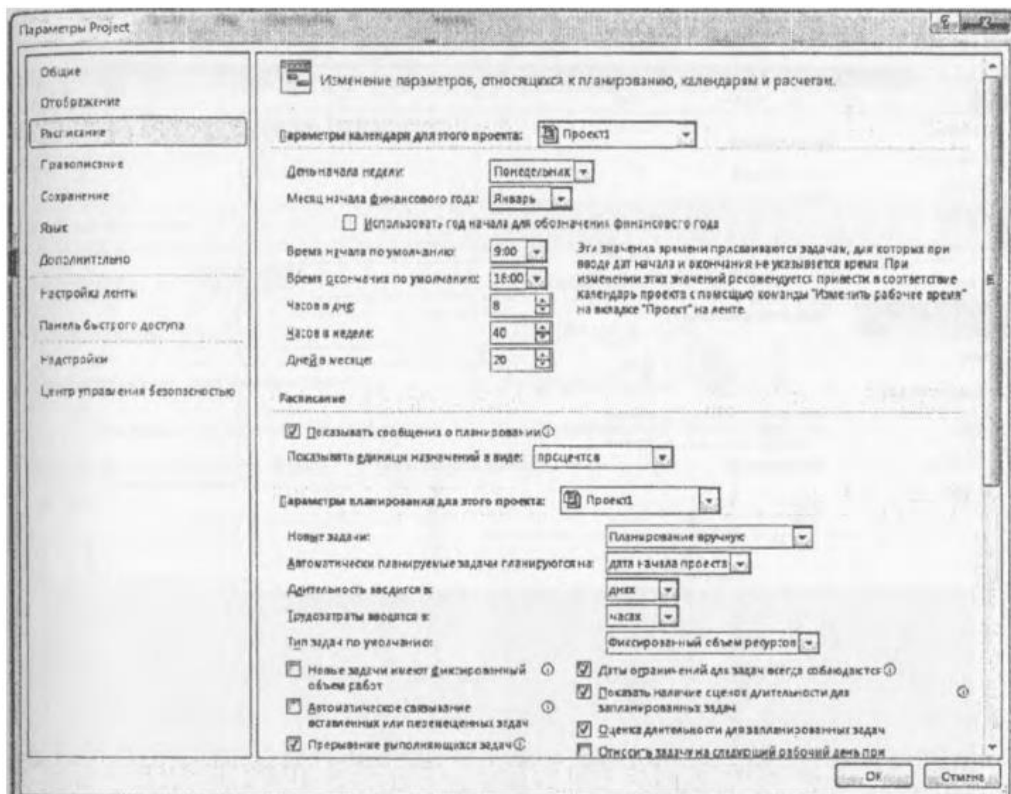 Параметры Project
Общие
Отображение
Расписание
Правописание
Сохранение
Язык
Дополнительно
Настройка ленты
Панель быстрого доступа
Надстройки
Центр управления безопасностью
Изменение параметров, относящихся к планированию, календарям и расчетам.
Параметры календаря для этого проекта: Проект1
День начала недели: Понедельник
Месяц начала финансового года: Январь
Использовать год начала для обозначения финансового года
Время начала по умолчанию: 9:00
Время окончания по умолчанию: 18:00
Часов в дне: 8
Часов в неделе: 40
Дней в месяце: 20
Эти значения времени присваиваются задачам, для которых при
вводе дат начала и окончания не указывается время. При
изменении этих значений рекомендуется привести в соответствие
календарь проекта с помощью команды "Изменить рабочее время"
на вкладке "Проект" на ленте.
Расписание
Показывать сообщения о планировании
Показывать единицы назначений в виде: процентов
Параметры планирования для этого проекта: Проект1
Новые задачи: Планирование вручную
Автоматически планируемые задачи планируются на: дата начала проекта
Длительность вводится в: днях
Трудозатраты вводятся в: часах
Тип задач по умолчанию: Фиксированный объем ресурсов
Новые задачи имеют фиксированный
объем работ
Автоматическое связывание
вставленных или перемещенных задач
Прерывание выполняющихся задач
Даты ограничений для задач всегда соблюдаются
Показать наличие оценок длительности для
запланированных задач
Оценка длительности для запланированных задач
Относить задачу на следующий рабочий день при
ОК
Отмена